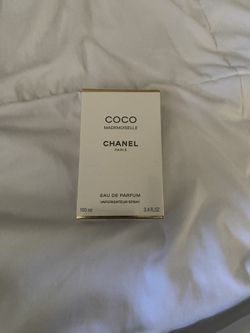 COCO
MADEMOISELLE
CHANEL
PARIS
EAU DE PARFUM
VAPORISATEUR SPRAY
100 ml 3.4 FL.OZ